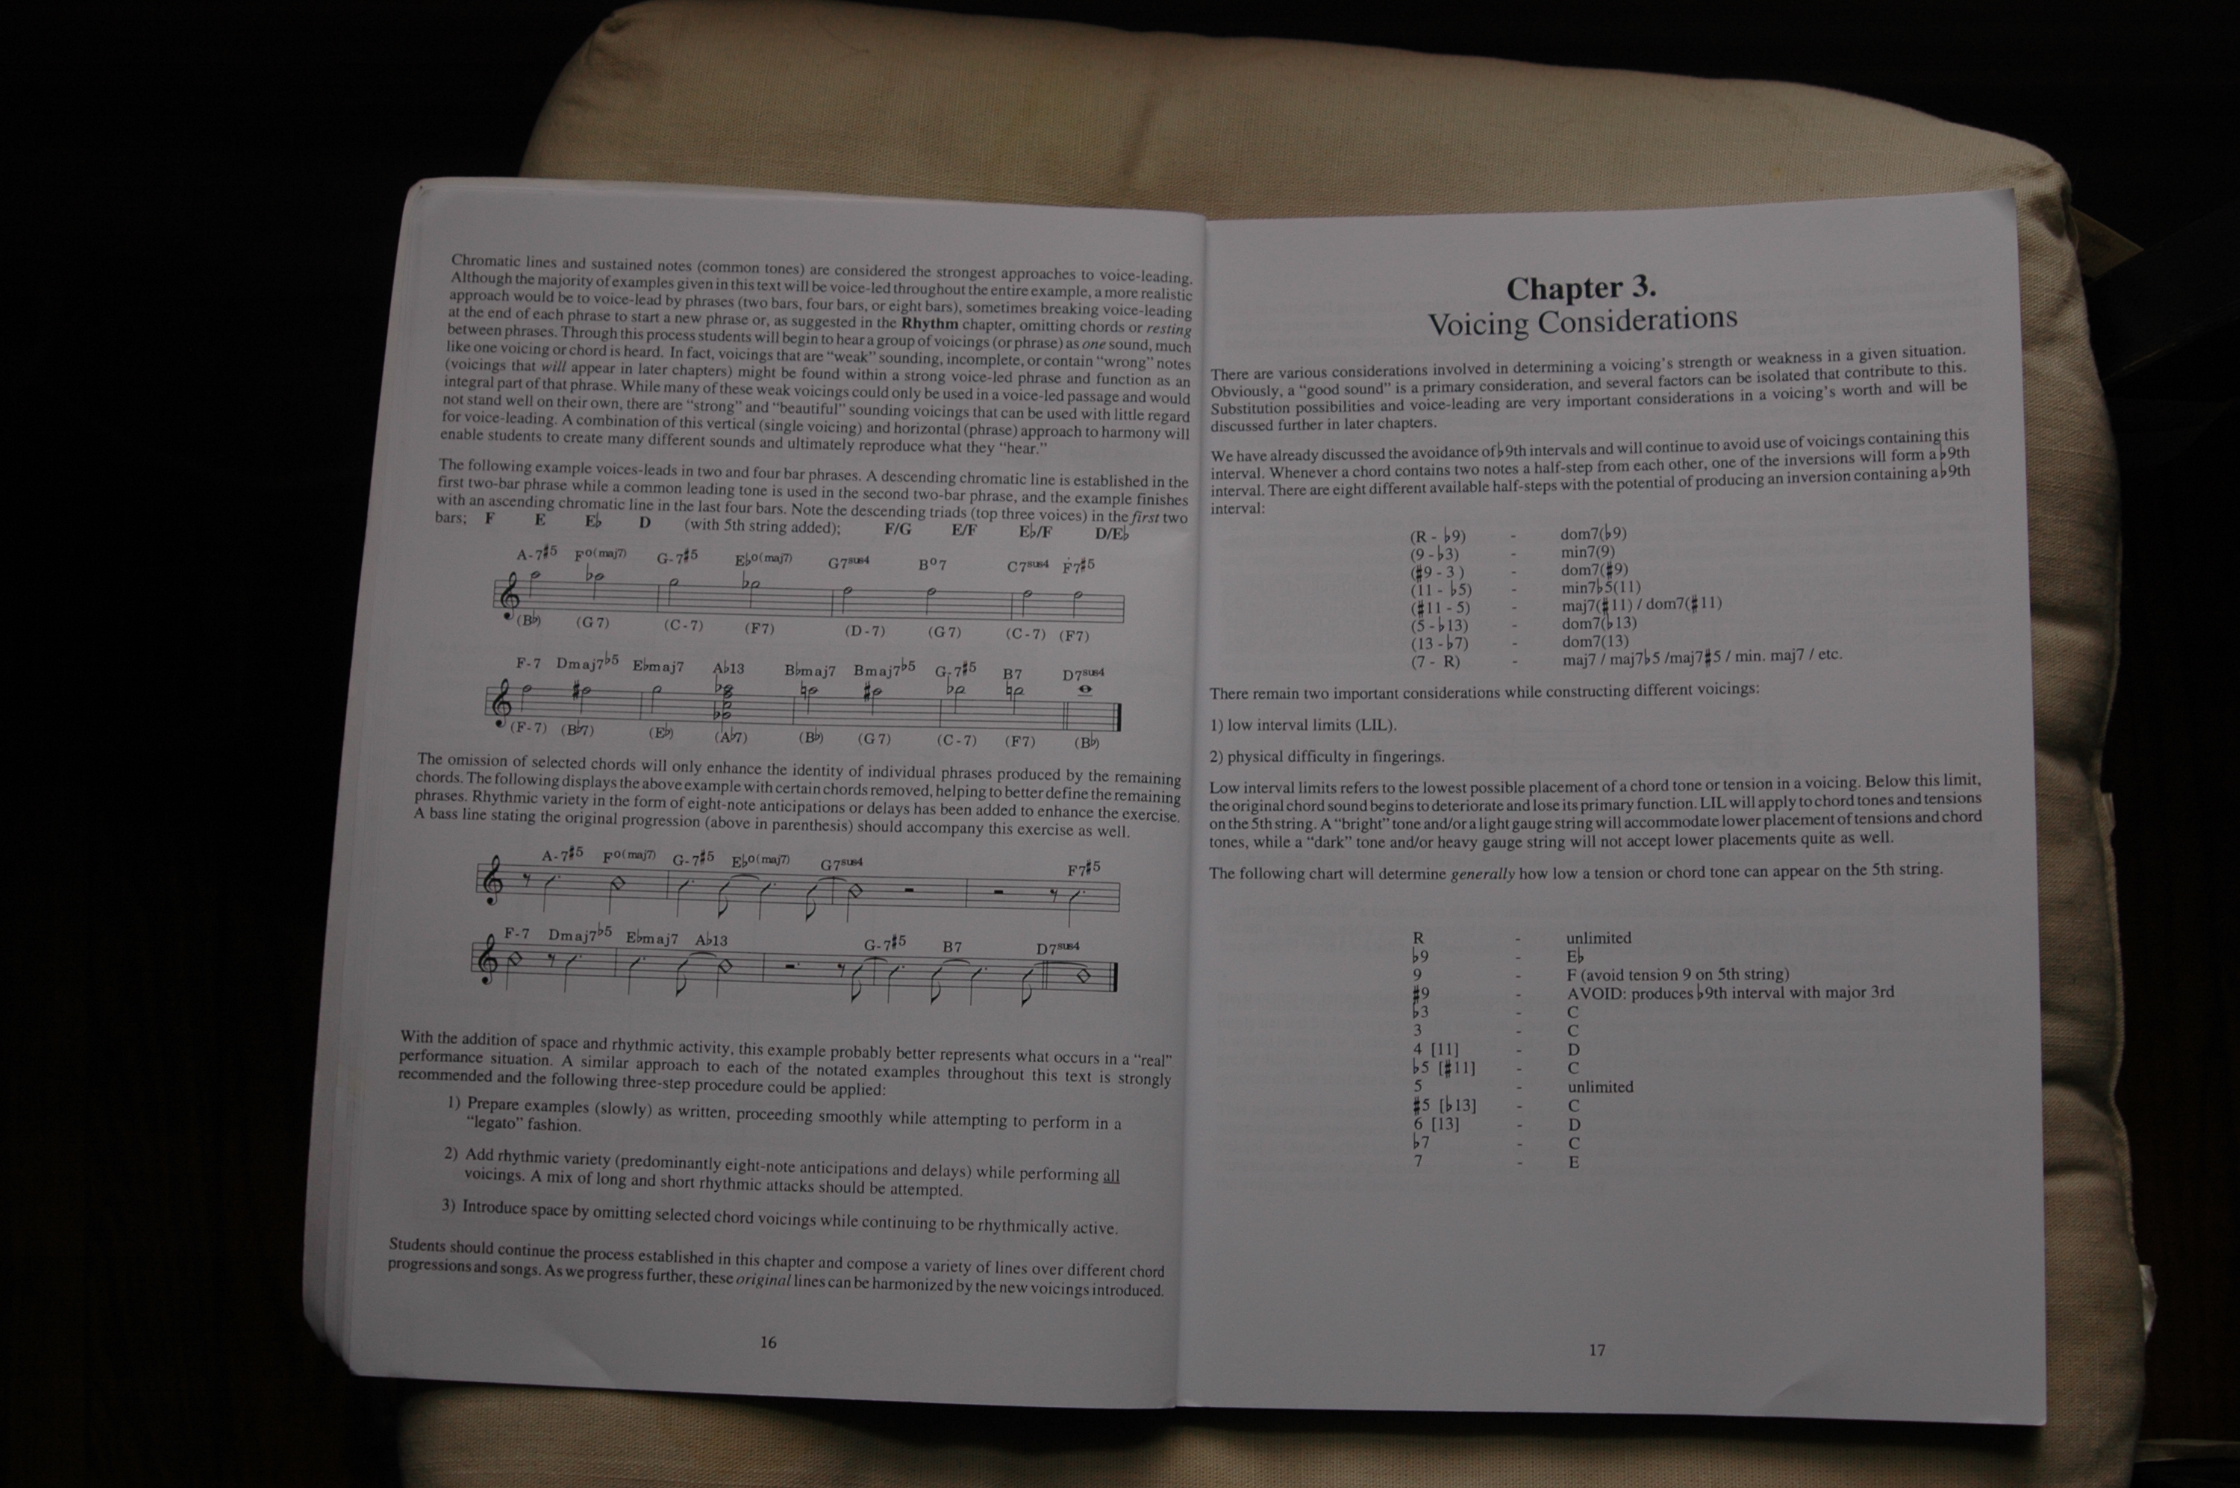 Chromatic lines and sustained notes (common tones) are considered the strongest approaches to voice-leading.
Although the majority of examples given in this text will be voice-led throughout the entire example, a more realistic
approach would be to voice-lead by phrases (two bars, four bars, or eight bars), sometimes breaking voice-leading
at the end of each phrase to start a new phrase or, as suggested in the Rhythm chapter, omitting chords or resting
between phrases. Through this process students will begin to hear a group of voicings (or phrase) as one sound, much
like one voicing or chord is heard. In fact, voicings that are “weak” sounding, incomplete, or contain “wrong” notes
(voicings that will appear in later chapters) might be found within a strong voice-led phrase and function as an
integral part of that phrase. While many of these weak voicings could only be used in a voice-led passage and would
not stand well on their own, there are “strong” and “beautiful” sounding voicings that can be used with little regard
for voice-leading. A combination of this vertical (single voicing) and horizontal (phrase) approach to harmony will
enable students to create many different sounds and ultimately reproduce what they “hear.”
The following example voices-leads in two and four bar phrases. A descending chromatic line is established in the
first two-bar phrase while a common leading tone is used in the second two-bar phrase, and the example finishes
with an ascending chromatic line in the last four bars. Note the descending triads (top three voices) in the first two
bars; F E E♭ D (with 5th string added); F/G E/F E♭/F D/E♭
A-7♯5 F°(maj7) G-7♯5 E♭°(maj7) G7sus4 B°7 C7sus4 F7♯5
(B♭) (G7) (C-7) (F7) (D-7) (G7) (C-7) (F7)
F-7 Dmaj7♭5 E♭maj7 A♭13 B♭maj7 Bmaj7♭5 G-7♯5 B7 D7sus4
(F-7) (B♭7) (E♭) (A♭7) (B♭) (G7) (C-7) (F7) (B♭)
The omission of selected chords will only enhance the identity of individual phrases produced by the remaining
chords. The following displays the above example with certain chords removed, helping to better define the remaining
phrases. Rhythmic variety in the form of eight-note anticipations or delays has been added to enhance the exercise.
A bass line stating the original progression (above in parenthesis) should accompany this exercise as well.
A-7♯5 F°(maj7) G-7♯5 E♭°(maj7) G7sus4 F7♯5
F-7 Dmaj7♭5 E♭maj7 A♭13 G-7♯5 B7 D7sus4
With the addition of space and rhythmic activity, this example probably better represents what occurs in a “real”
performance situation. A similar approach to each of the notated examples throughout this text is strongly
recommended and the following three-step procedure could be applied:
1) Prepare examples (slowly) as written, proceeding smoothly while attempting to perform in a
“legato” fashion.
2) Add rhythmic variety (predominantly eight-note anticipations and delays) while performing all
voicings. A mix of long and short rhythmic attacks should be attempted.
3) Introduce space by omitting selected chord voicings while continuing to be rhythmically active.
Students should continue the process established in this chapter and compose a variety of lines over different chord
progressions and songs. As we progress further, these original lines can be harmonized by the new voicings introduced.
16
Chapter 3.
Voicing Considerations
There are various considerations involved in determining a voicing’s strength or weakness in a given situation.
Obviously, a “good sound” is a primary consideration, and several factors can be isolated that contribute to this.
Substitution possibilities and voice-leading are very important considerations in a voicing’s worth and will be
discussed further in later chapters.
We have already discussed the avoidance of ♭9th intervals and will continue to avoid use of voicings containing this
interval. Whenever a chord contains two notes a half-step from each other, one of the inversions will form a ♭9th
interval. There are eight different available half-steps with the potential of producing an inversion containing a ♭9th
interval:
(R - ♭9) - dom7(♭9)
(9 - ♭3) - min7(9)
(♯9 - 3 ) - dom7(♯9)
(11 - ♭5) - min7♭5(11)
(♯11 - 5) - maj7(♯11) / dom7(♯11)
(5 - ♭13) - dom7(♭13)
(13 - ♭7) - dom7(13)
(7 - R) - maj7 / maj7♭5 /maj7♯5 / min. maj7 / etc.
There remain two important considerations while constructing different voicings:
1) low interval limits (LIL).
2) physical difficulty in fingerings.
Low interval limits refers to the lowest possible placement of a chord tone or tension in a voicing. Below this limit,
the original chord sound begins to deteriorate and lose its primary function. LIL will apply to chord tones and tensions
on the 5th string. A “bright” tone and/or a light gauge string will accommodate lower placement of tensions and chord
tones, while a “dark” tone and/or heavy gauge string will not accept lower placements quite as well.
The following chart will determine generally how low a tension or chord tone can appear on the 5th string.
R - unlimited
♭9 - E♭
9 - F (avoid tension 9 on 5th string)
♯9 - AVOID: produces ♭9th interval with major 3rd
♭3 - C
3 - C
4 [11] - D
♭5 [♯11] - C
5 - unlimited
♯5 [♭13] - C
6 [13] - D
♭7 - C
7 - E
17